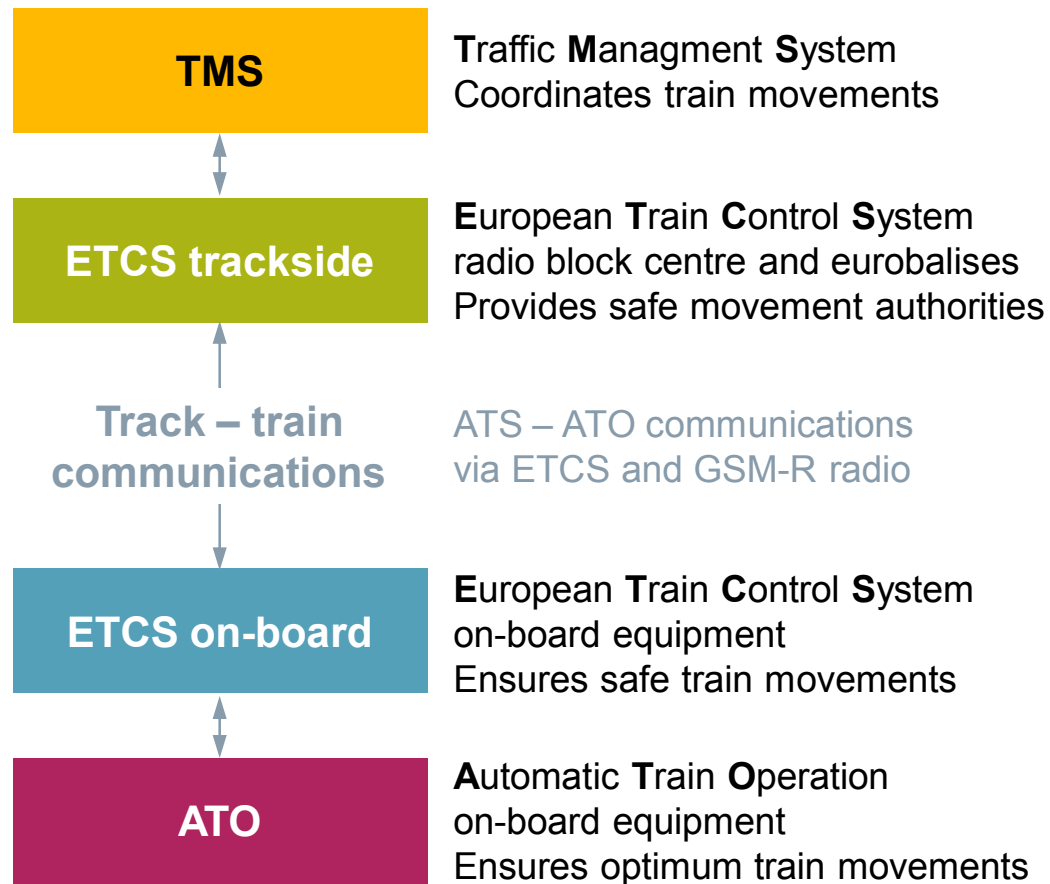 TMS
Traffic Managment System
Coordinates train movements
ETCS trackside
European Train Control System
radio block centre and eurobalises
Provides safe movement authorities
Track – train
communications
ATS – ATO communications
via ETCS and GSM-R radio
ETCS on-board
European Train Control System
on-board equipment
Ensures safe train movements
ATO
Automatic Train Operation
on-board equipment
Ensures optimum train movements